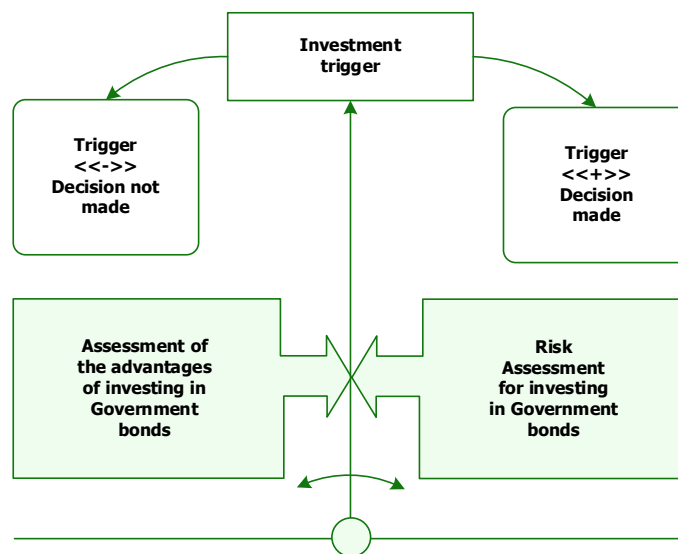 Investment
trigger
Trigger
<<->>
Decision not
made
Trigger
<<+>>
Decision
made
Assessment of
the advantages
of investing in
Government
bonds
Risk
Assessment
for investing
in Government
bonds